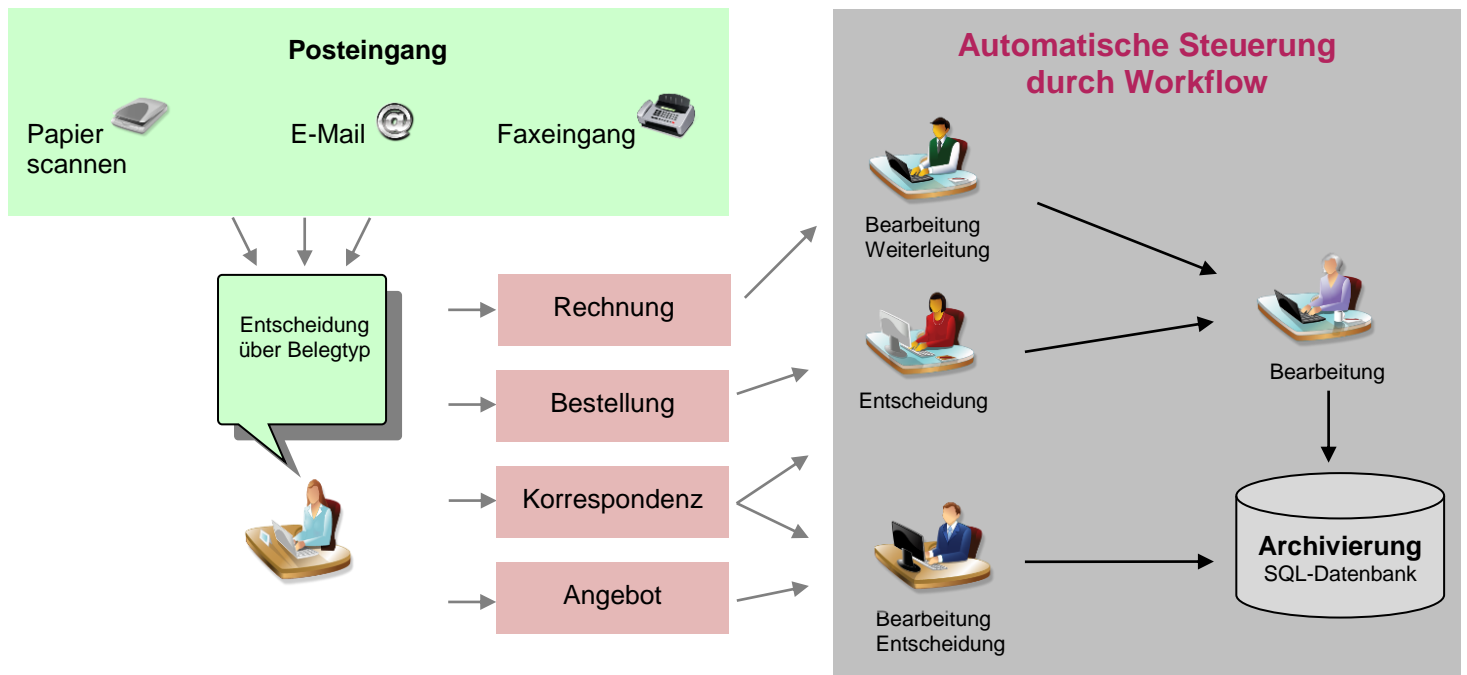 Posteingang
Papier
scannen
E-Mail
Faxeingang
Entscheidung
über Belegtyp
Rechnung
Bestellung
Korrespondenz
Angebot
Automatische Steuerung
durch Workflow
Bearbeitung
Weiterleitung
Entscheidung
Bearbeitung
Entscheidung
Bearbeitung
Archivierung
SQL-Datenbank